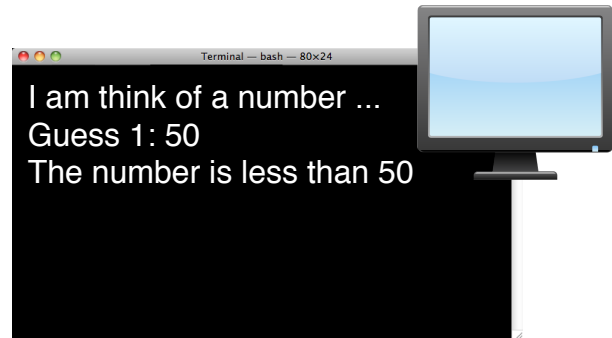 Terminal — bash — 80×24
I am think of a number ...
Guess 1: 50
The number is less than 50